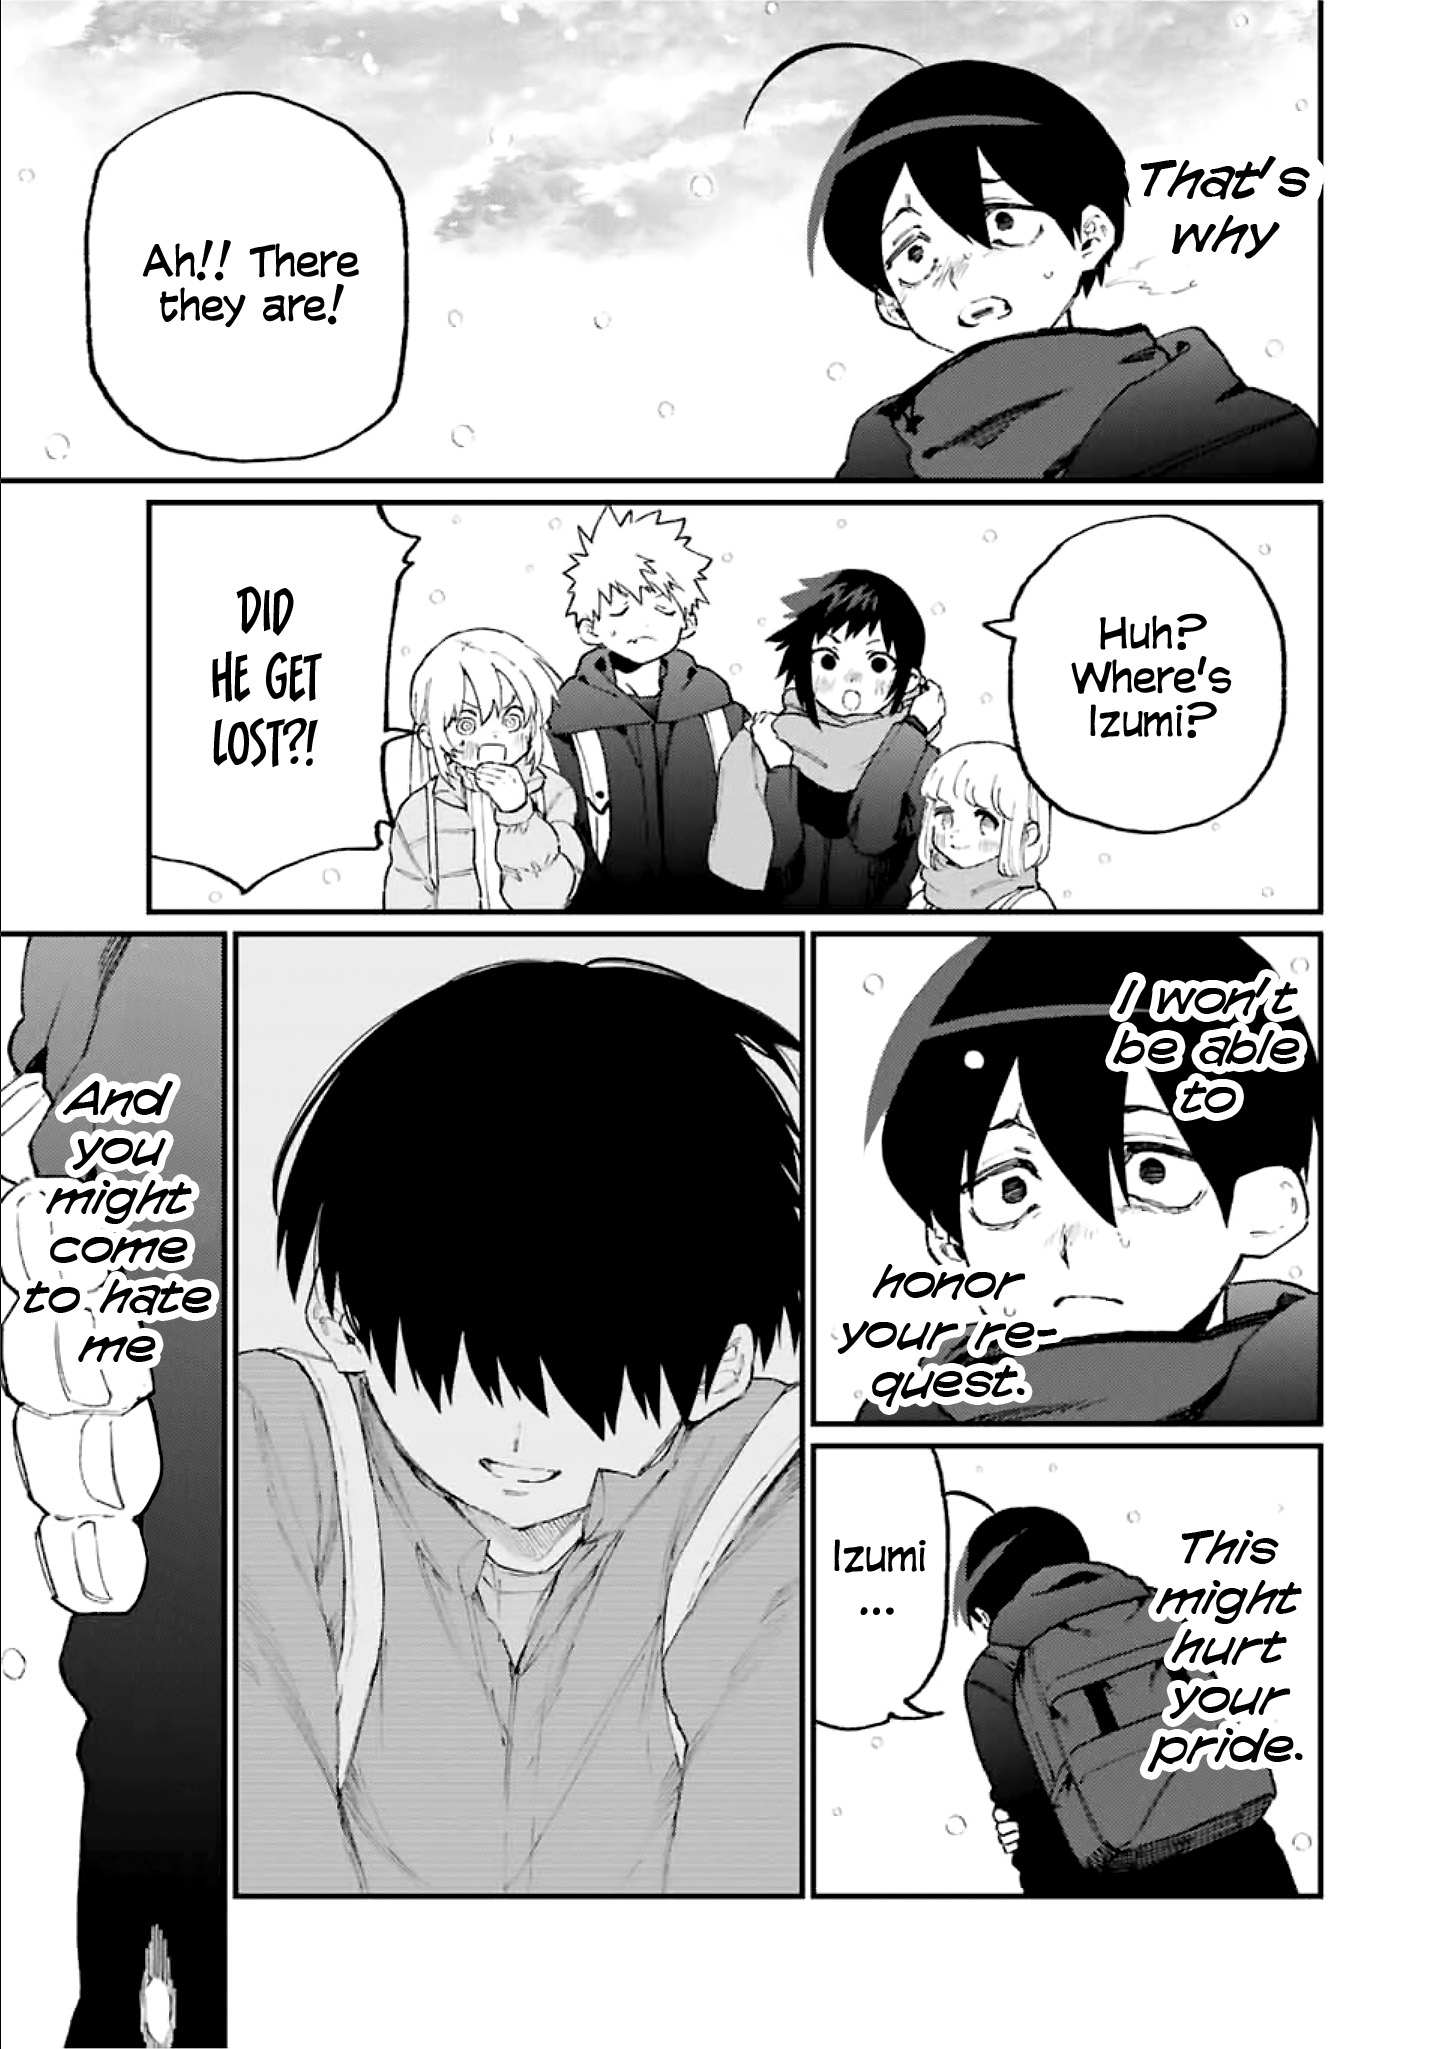 That's
why
Ah!! There
they are!
Huh?
Where's
Izumi?
DID
HE GET
LOST?!
I won't
be able
to
honor
your re-
quest.
This
might
hurt
your
pride.
Izumi
...
And
you
might
come
to hate
me